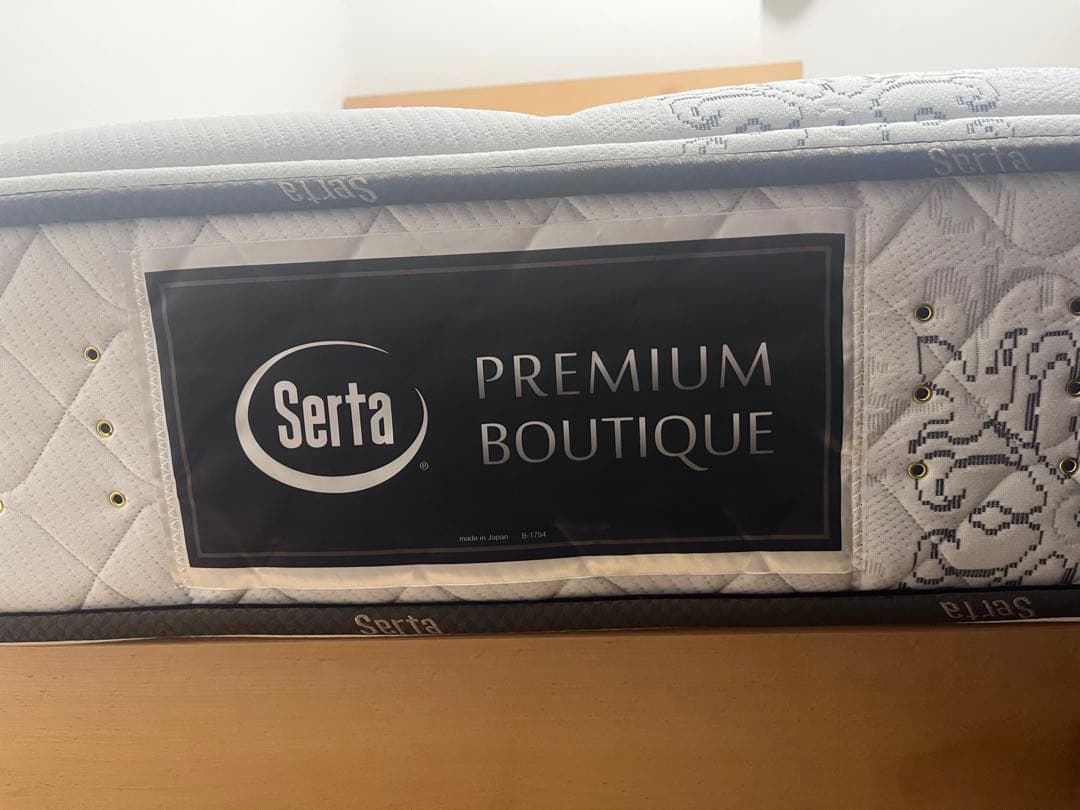 Serta
Serta
Serta
®
PREMIUM
BOUTIQUE
made in Japan B-1754
Serta
Serta